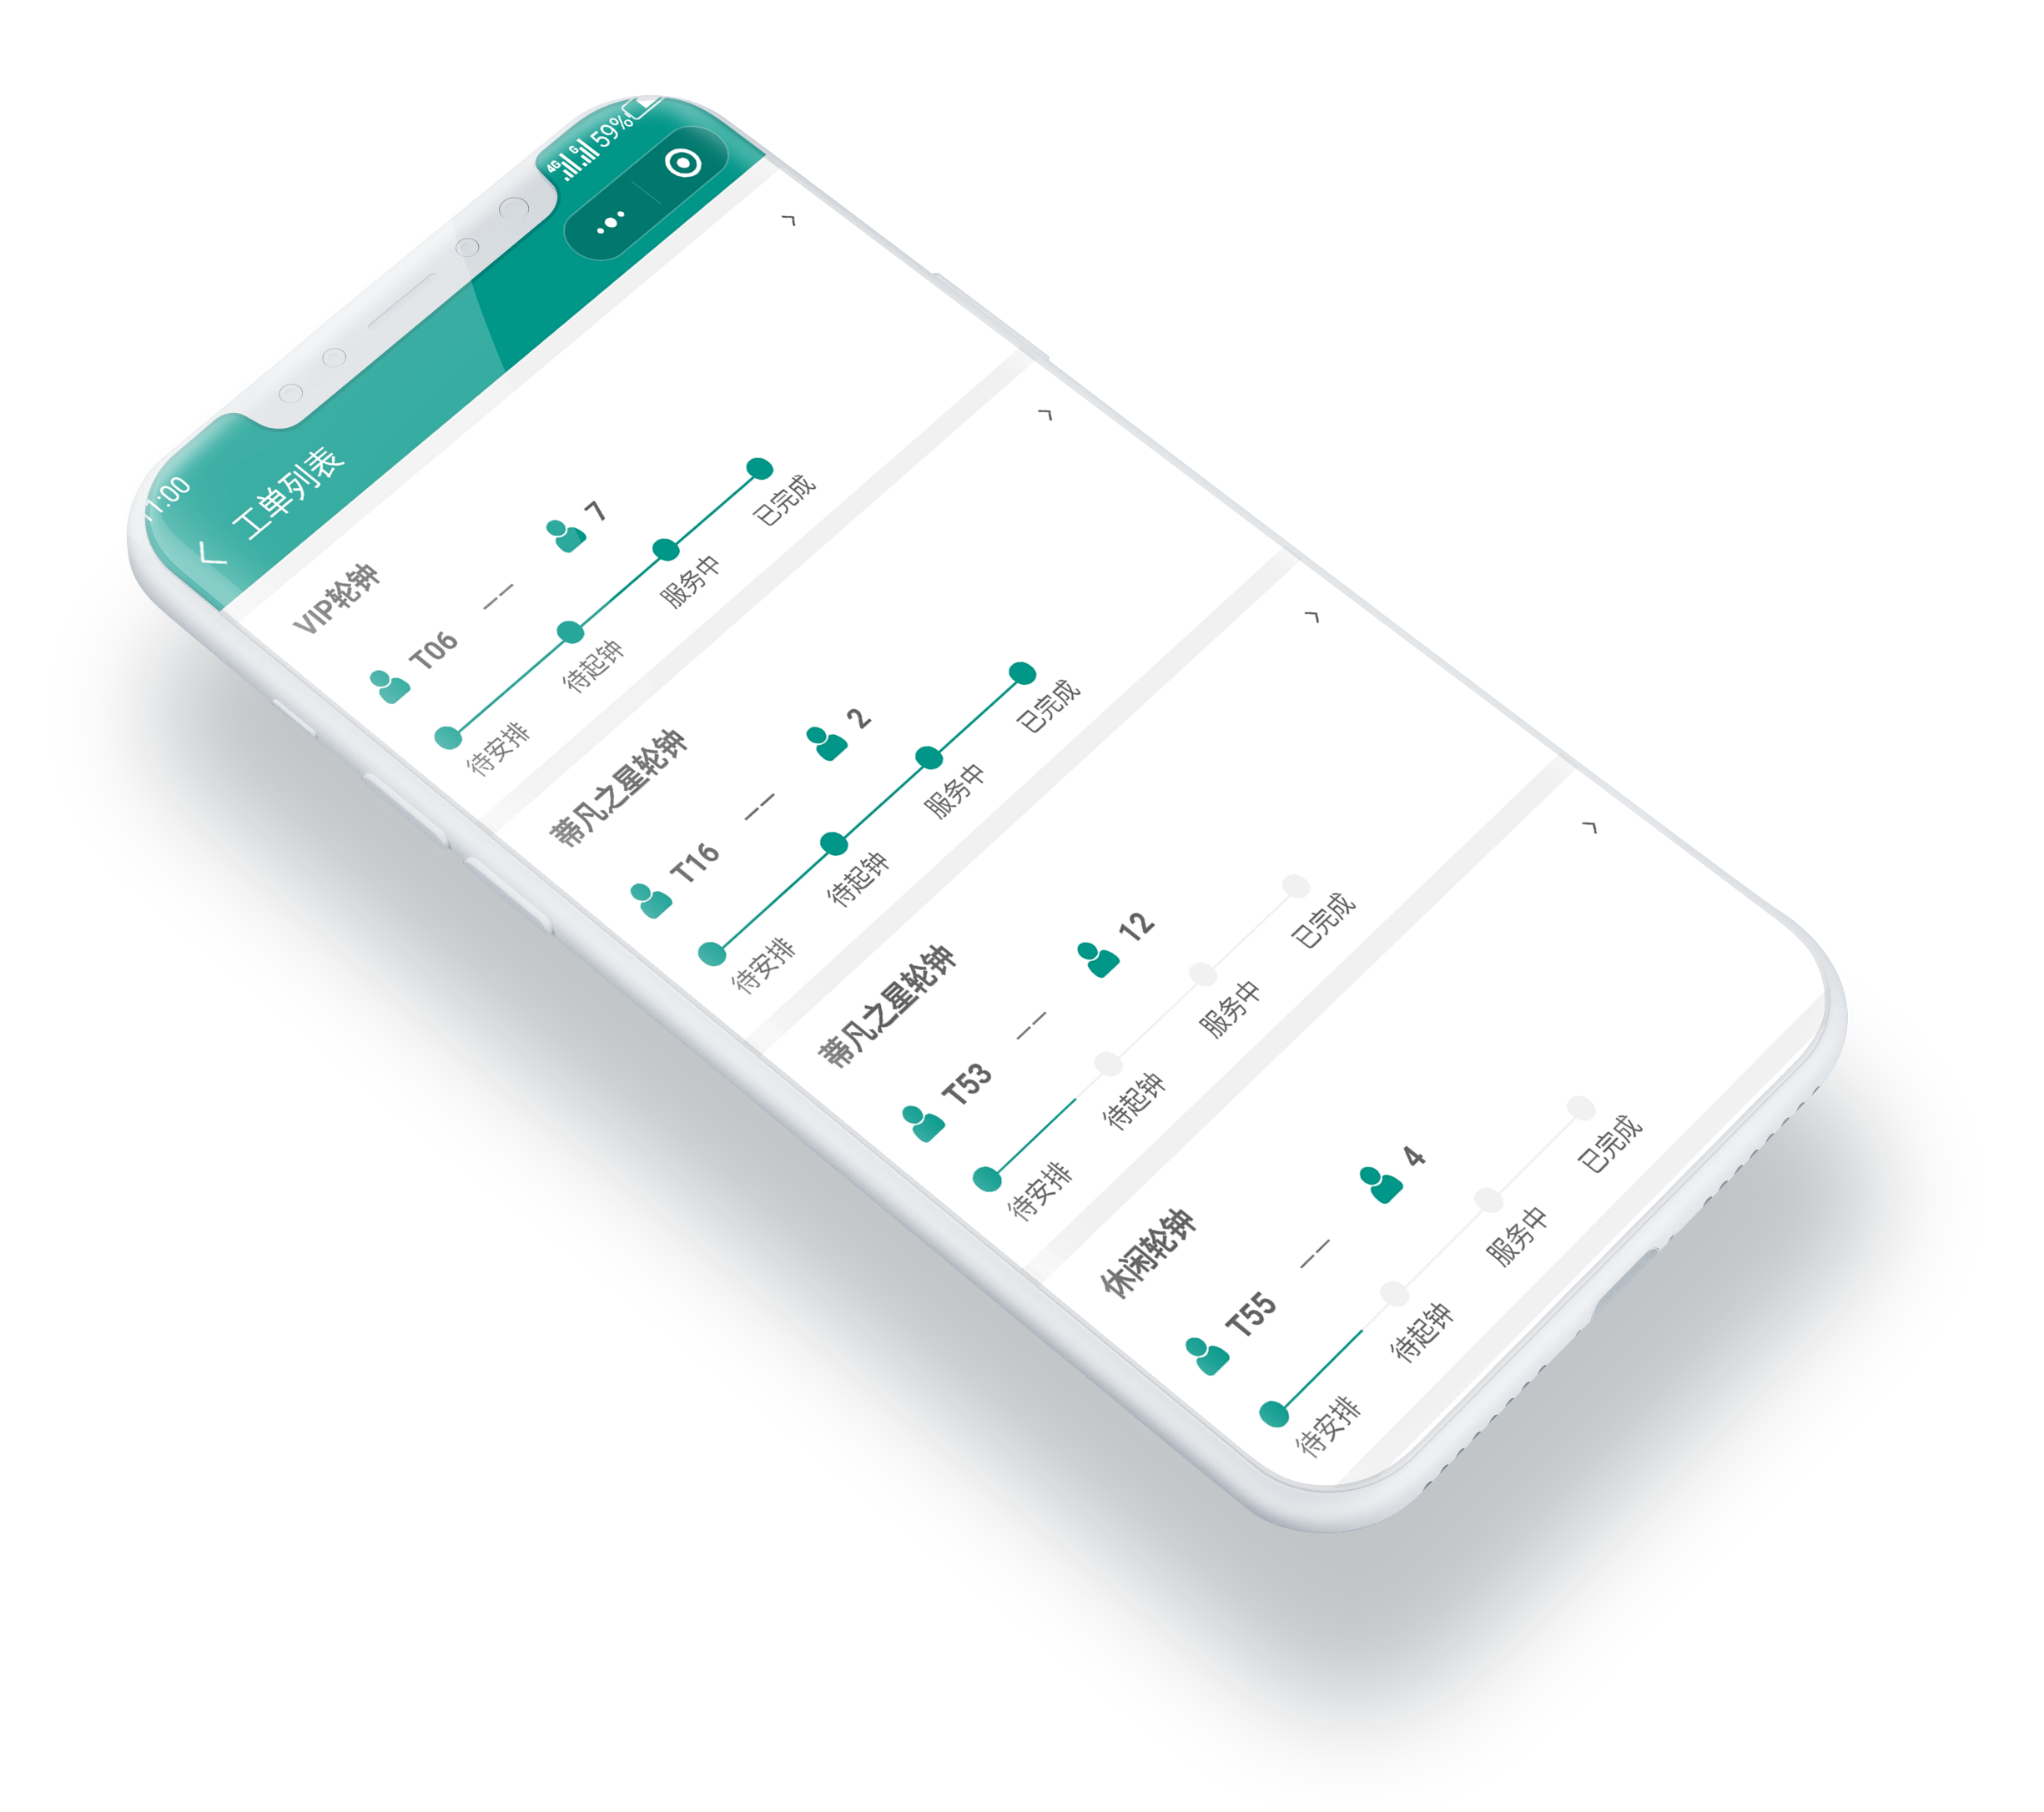 11:00 4G G 59%
工单列表
VIP轮钟
T06 -- 7
待安排 待起钟 服务中 已完成
蒂凡之星轮钟
T16 -- 2
待安排 待起钟 服务中 已完成
蒂凡之星轮钟
T53 -- 12
待安排 待起钟 服务中 已完成
休闲轮钟
T55 -- 4
待安排 待起钟 服务中 已完成